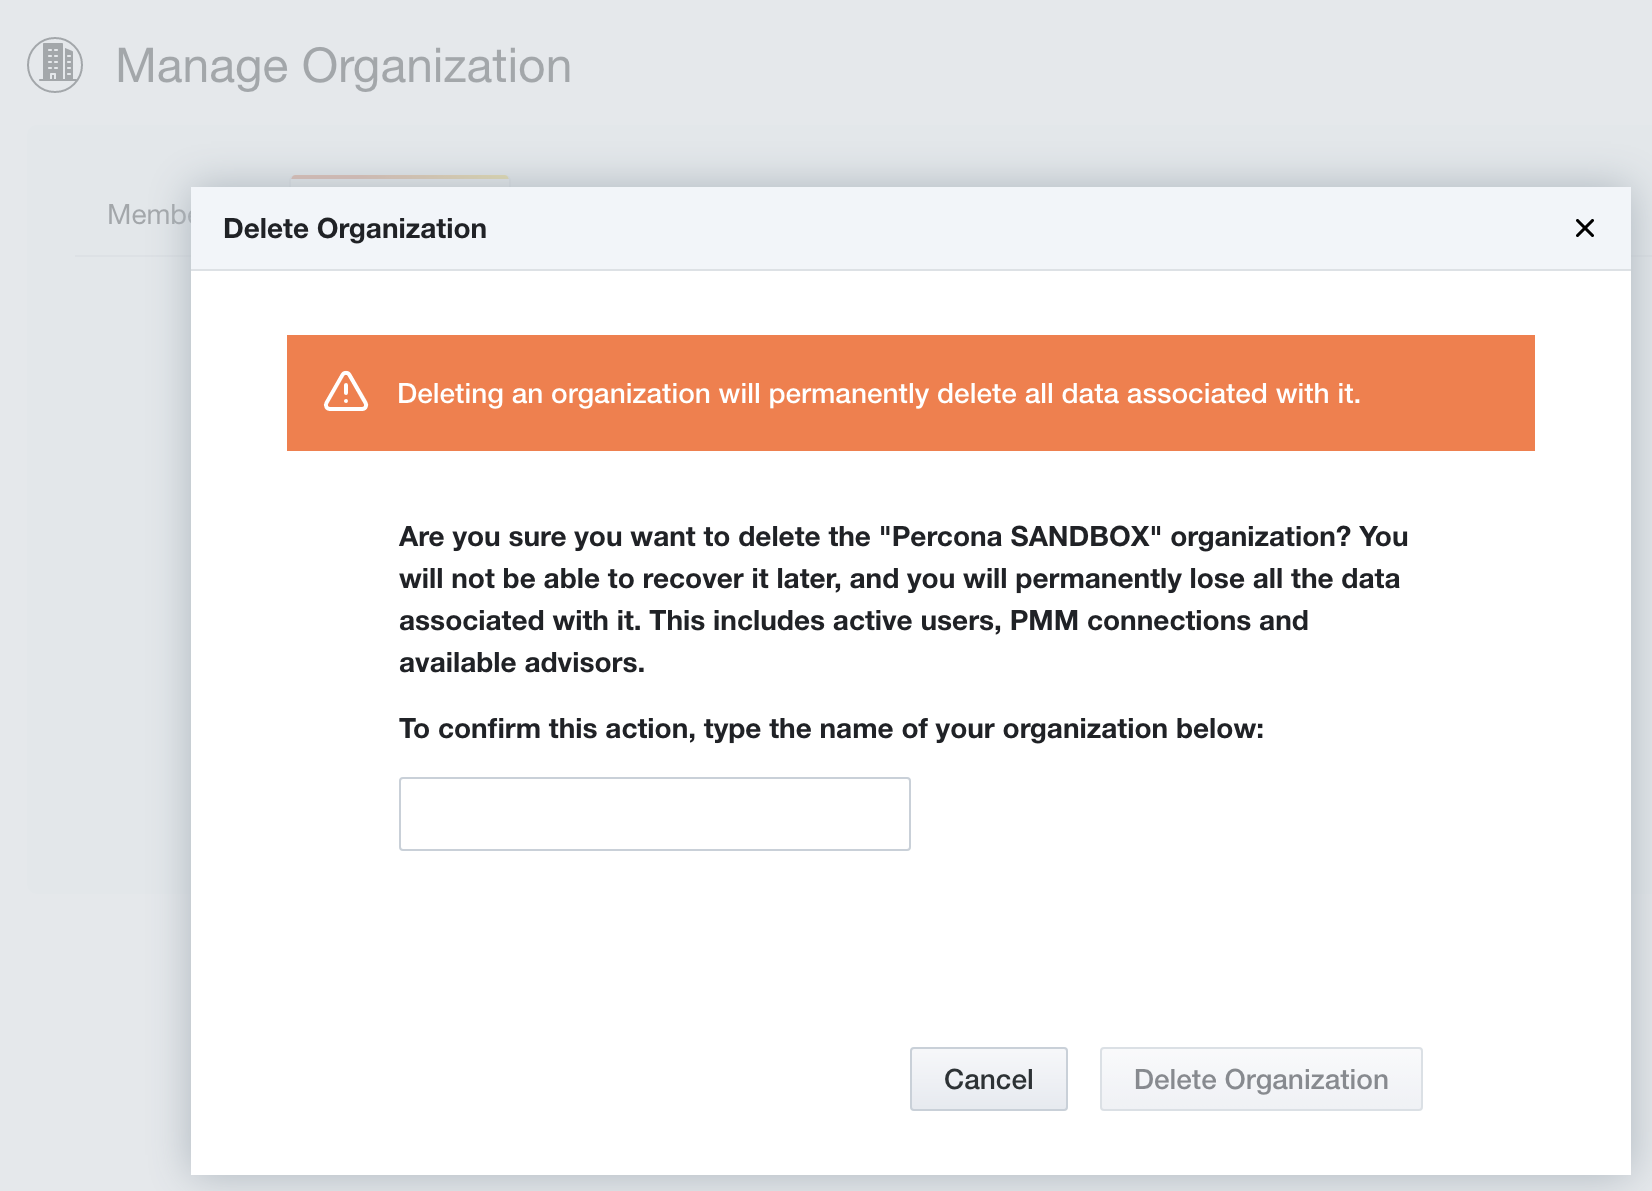 Manage Organization
Membe
Delete Organization
Deleting an organization will permanently delete all data associated with it.
Are you sure you want to delete the "Percona SANDBOX" organization? You
will not be able to recover it later, and you will permanently lose all the data
associated with it. This includes active users, PMM connections and
available advisors.
To confirm this action, type the name of your organization below:
Cancel
Delete Organization